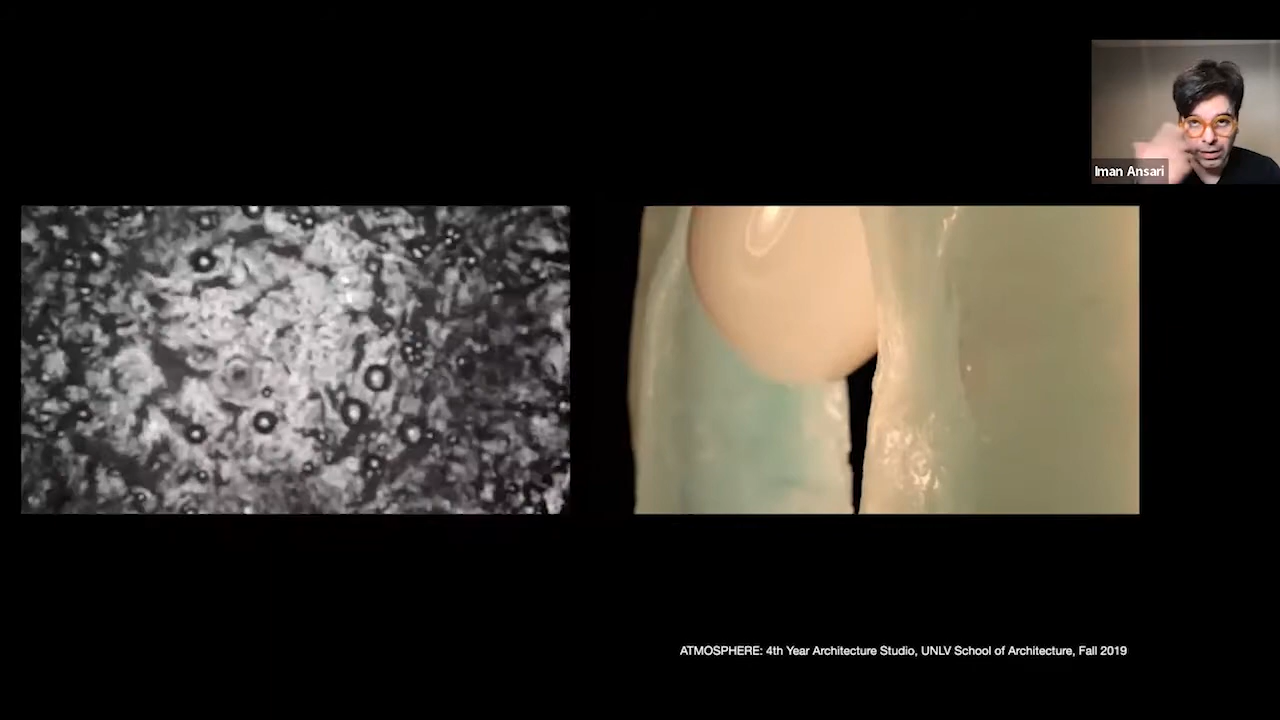 Iman Ansari
ATMOSPHERE: 4th Year Architecture Studio, UNLV School of Architecture, Fall 2019